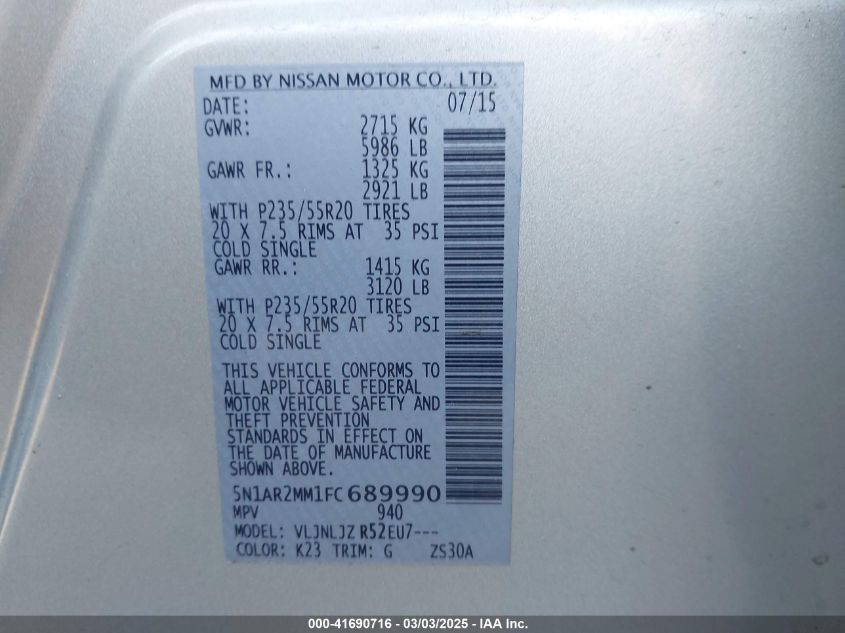 MFD BY NISSAN MOTOR CO., LTD.
DATE: 07/15
GVWR: 2715 KG
5986 LB
GAWR FR.: 1325 KG
2921 LB
WITH P235/55R20 TIRES
20 X 7.5 RIMS AT 35 PSI
COLD SINGLE
GAWR RR.: 1415 KG
3120 LB
WITH P235/55R20 TIRES
20 X 7.5 RIMS AT 35 PSI
COLD SINGLE
THIS VEHICLE CONFORMS TO
ALL APPLICABLE FEDERAL
MOTOR VEHICLE SAFETY AND
THEFT PREVENTION
STANDARDS IN EFFECT ON
THE DATE OF MANUFACTURE
SHOWN ABOVE.
5N1AR2MM1FC689990
MPV 940
MODEL: VLJNLJZ R52EU7---
COLOR: K23 TRIM: G ZS30A
000-41690716 - 03/03/2025 - IAA Inc.